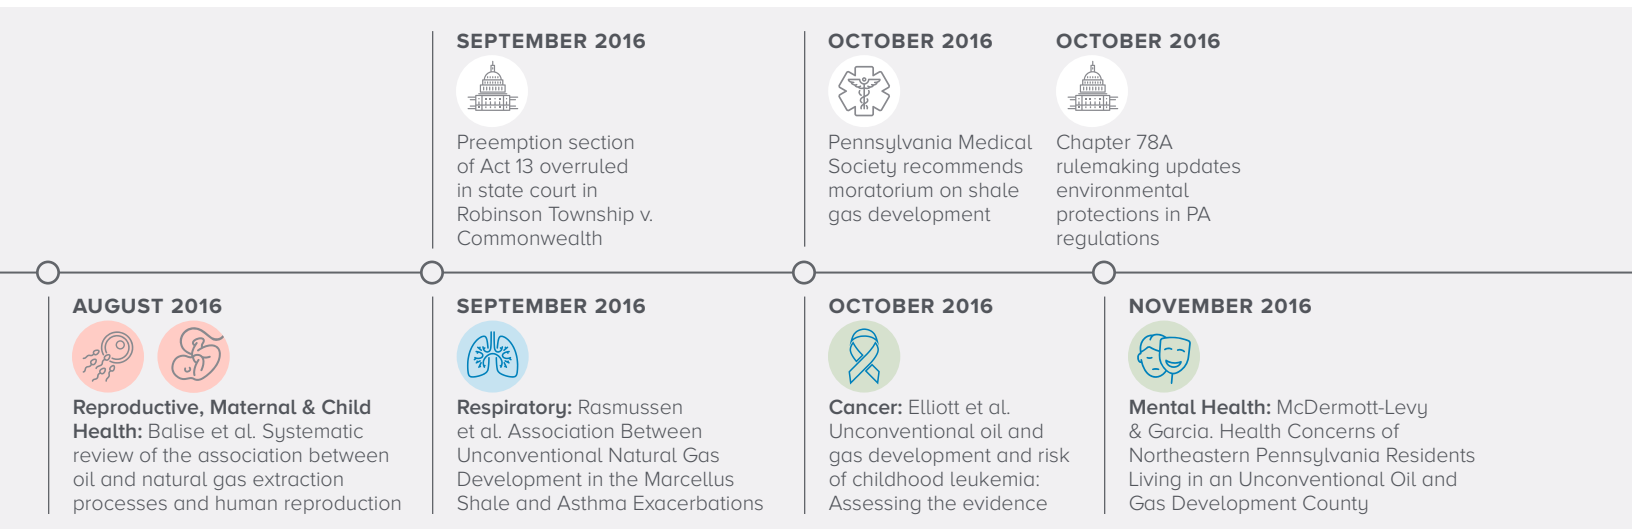 SEPTEMBER 2016
Preemption section
of Act 13 overruled
in state court in
Robinson Township v.
Commonwealth
OCTOBER 2016
Pennsylvania Medical
Society recommends
moratorium on shale
gas development
OCTOBER 2016
Chapter 78A
rulemaking updates
environmental
protections in PA
regulations
AUGUST 2016
Reproductive, Maternal & Child
Health: Balise et al. Systematic
review of the association between
oil and natural gas extraction
processes and human reproduction
SEPTEMBER 2016
Respiratory: Rasmussen
et al. Association Between
Unconventional Natural Gas
Development in the Marcellus
Shale and Asthma Exacerbations
OCTOBER 2016
Cancer: Elliott et al.
Unconventional oil and
gas development and risk
of childhood leukemia:
Assessing the evidence
NOVEMBER 2016
Mental Health: McDermott-Levy
& Garcia. Health Concerns of
Northeastern Pennsylvania Residents
Living in an Unconventional Oil and
Gas Development County